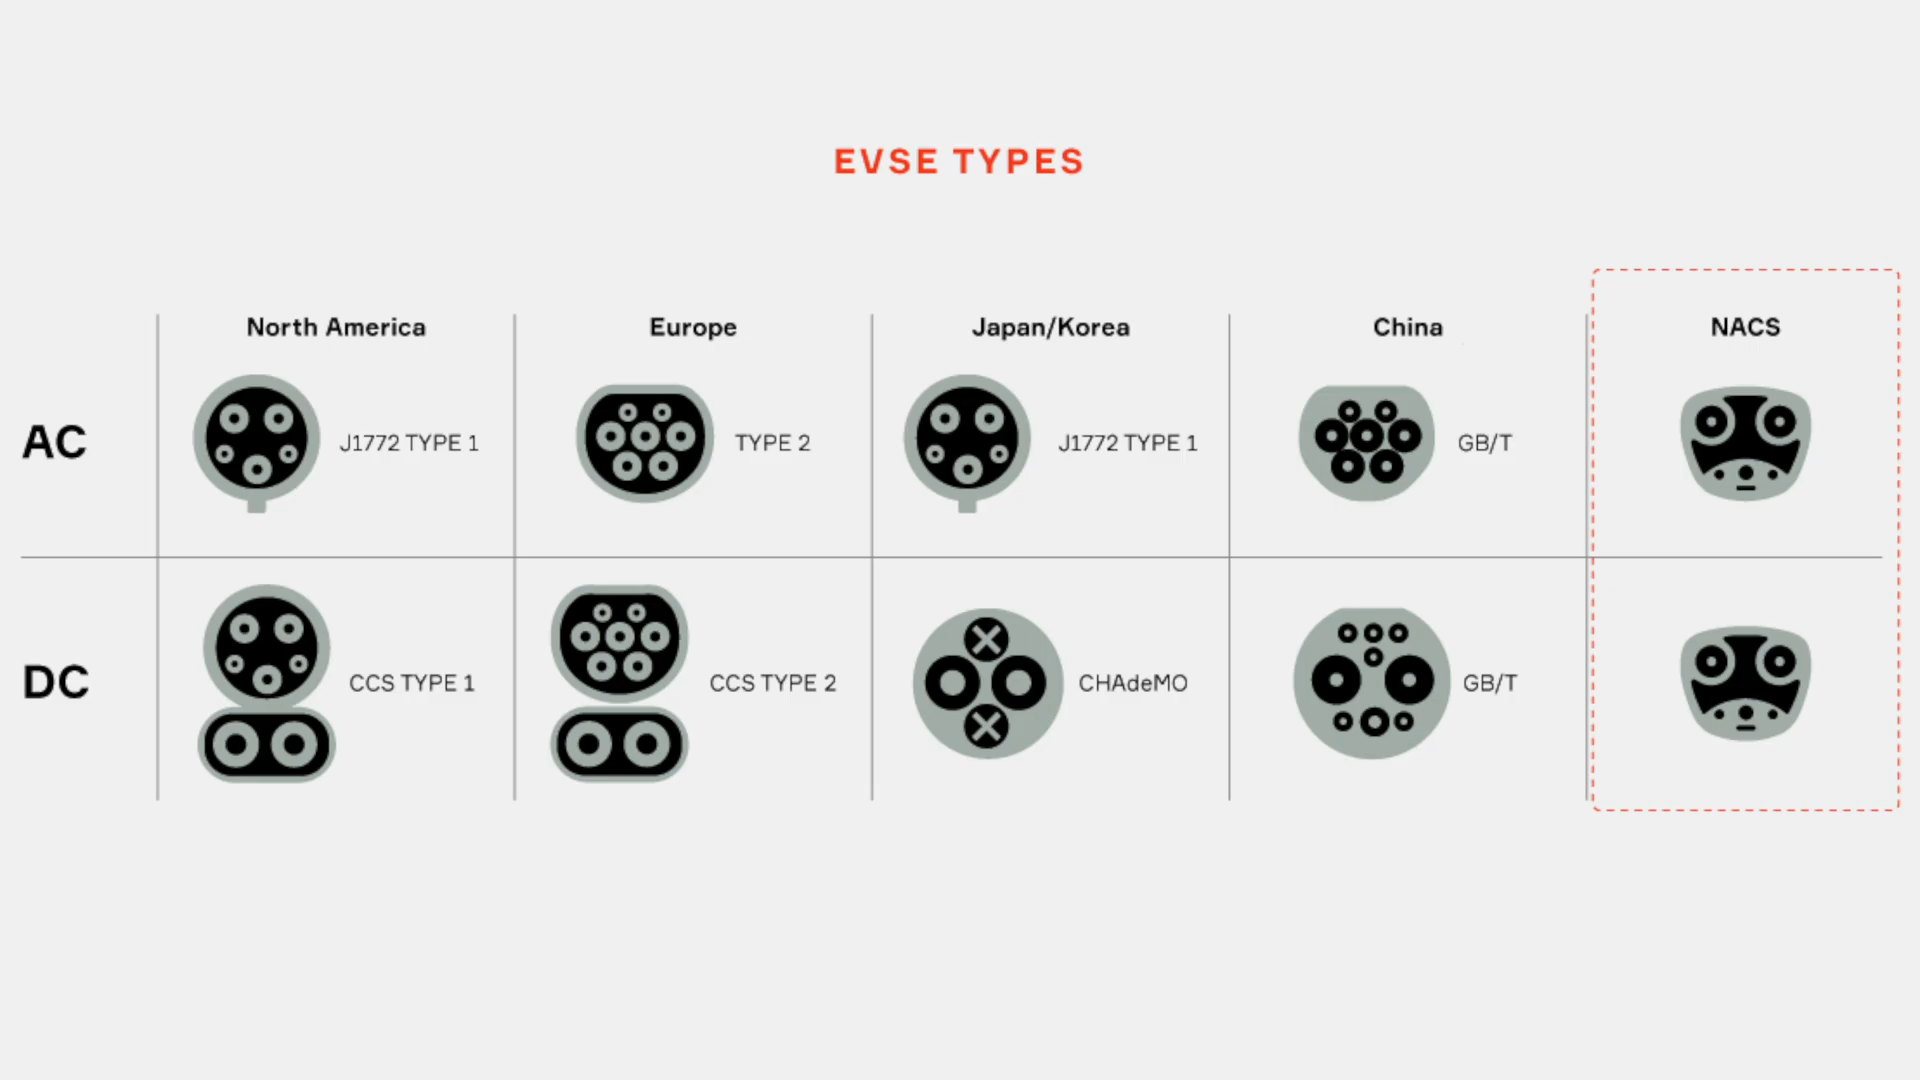 EVSE TYPES
North America
Europe
Japan/Korea
China
NACS
AC
J1772 TYPE 1
TYPE 2
J1772 TYPE 1
GB/T
DC
CCS TYPE 1
CCS TYPE 2
CHAdeMO
GB/T